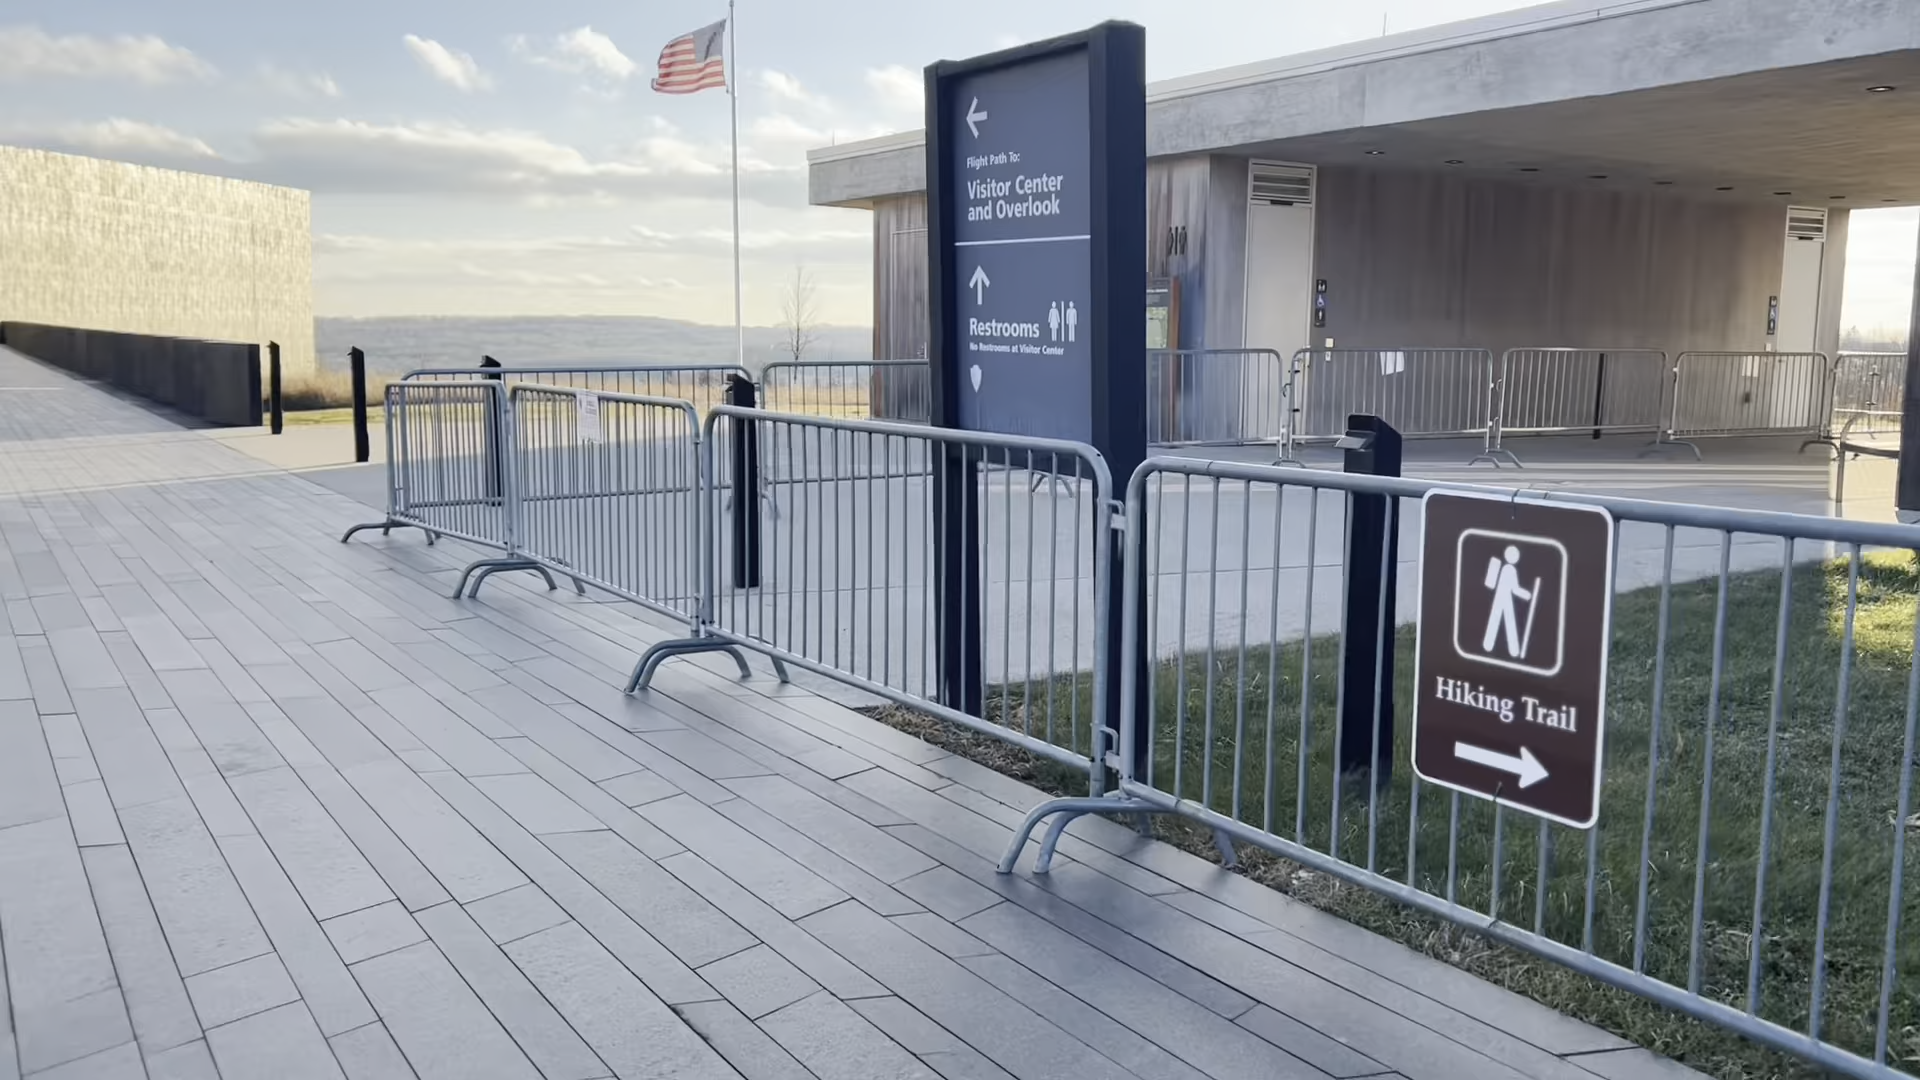 Flight Path To:
Visitor Center
and Overlook
Restrooms
No Restrooms at Visitor Center
Hiking Trail